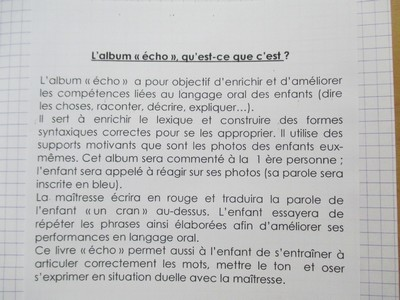 L'album « écho », qu'est-ce que c'est ?
L'album « écho » a pour objectif d'enrichir et d'améliorer
les compétences liées au langage oral des enfants (dire
les choses, raconter, décrire, expliquer…).
Il sert à enrichir le lexique et construire des formes
syntaxiques correctes pour se les approprier. Il utilise des
supports motivants que sont les photos des enfants eux-
mêmes. Cet album sera commenté à la 1 ère personne ;
l'enfant sera appelé à réagir sur ses photos (sa parole sera
inscrite en bleu).
La maîtresse écrira en rouge et traduira la parole de
l'enfant « un cran » au-dessus. L'enfant essayera de
répéter les phrases ainsi élaborées afin d'améliorer ses
performances en langage oral.
Ce livre « écho » permet aussi à l'enfant de s'entraîner à
articuler correctement les mots, mettre le ton et oser
s'exprimer en situation duelle avec la maîtresse.